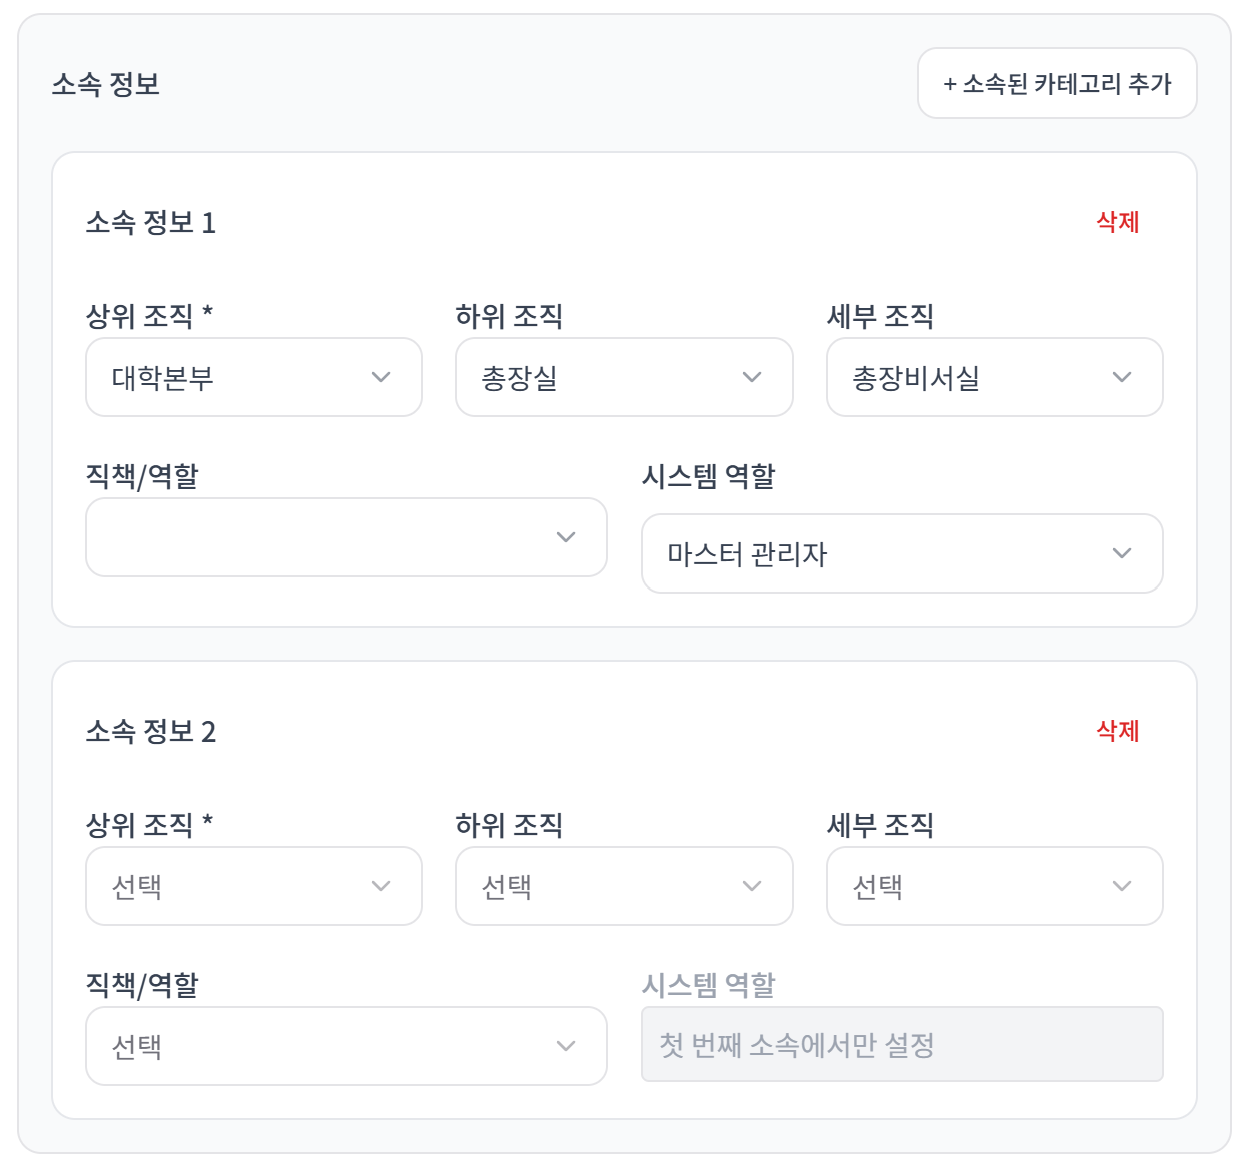 소속 정보
+ 소속된 카테고리 추가
소속 정보 1
삭제
상위 조직 *
하위 조직
세부 조직
대학본부
총장실
총장비서실
직책/역할
시스템 역할
마스터 관리자
소속 정보 2
삭제
상위 조직 *
하위 조직
세부 조직
선택
선택
선택
직책/역할
시스템 역할
선택
첫 번째 소속에서만 설정